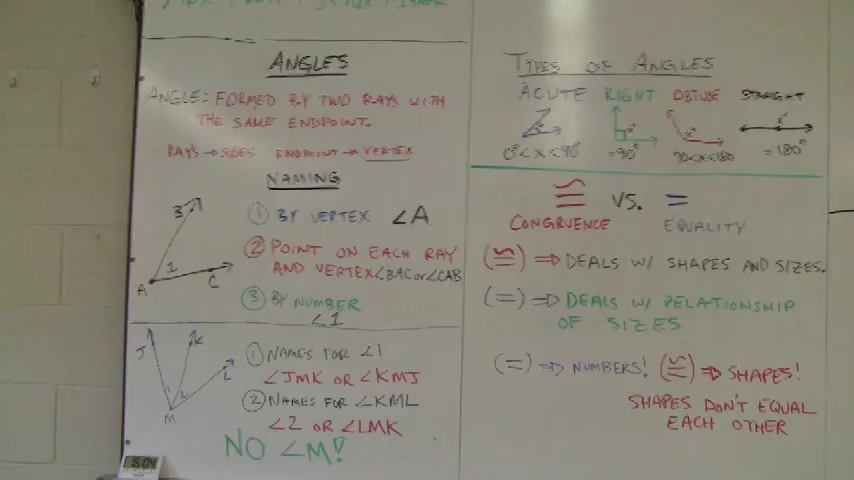 ANGLES
ANGLE: FORMED BY TWO RAYS WITH
THE SAME ENDPOINT.
RAYS → SIDES ENDPOINT → VERTEX
NAMING
① BY VERTEX ∠A
② POINT ON EACH RAY
AND VERTEX ∠BAC or ∠CAB
③ BY NUMBER
∠1
B
1
A
C
J
K
L
M
① NAMES FOR ∠1
∠JMK OR ∠KMJ
② NAMES FOR ∠KML
∠2 OR ∠LMK
NO ∠M!
15:04
TYPES OF ANGLES
ACUTE RIGHT OBTUSE STRAIGHT
=90° =180°
≅ VS. =
CONGRUENCE EQUALITY
(≅) ⇒ DEALS W/ SHAPES AND SIZES.
(=) ⇒ DEALS W/ RELATIONSHIP
OF SIZES
(=) ⇒ NUMBERS! (≅) ⇒ SHAPES!
SHAPES DON'T EQUAL
EACH OTHER